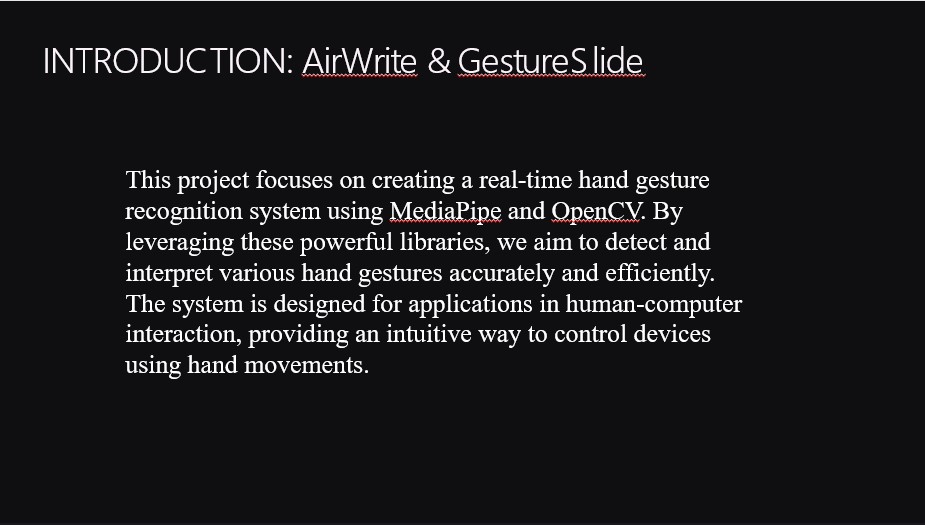 INTRODUCTION: AirWrite & GestureSlide
This project focuses on creating a real-time hand gesture
recognition system using MediaPipe and OpenCV. By
leveraging these powerful libraries, we aim to detect and
interpret various hand gestures accurately and efficiently.
The system is designed for applications in human-computer
interaction, providing an intuitive way to control devices
using hand movements.